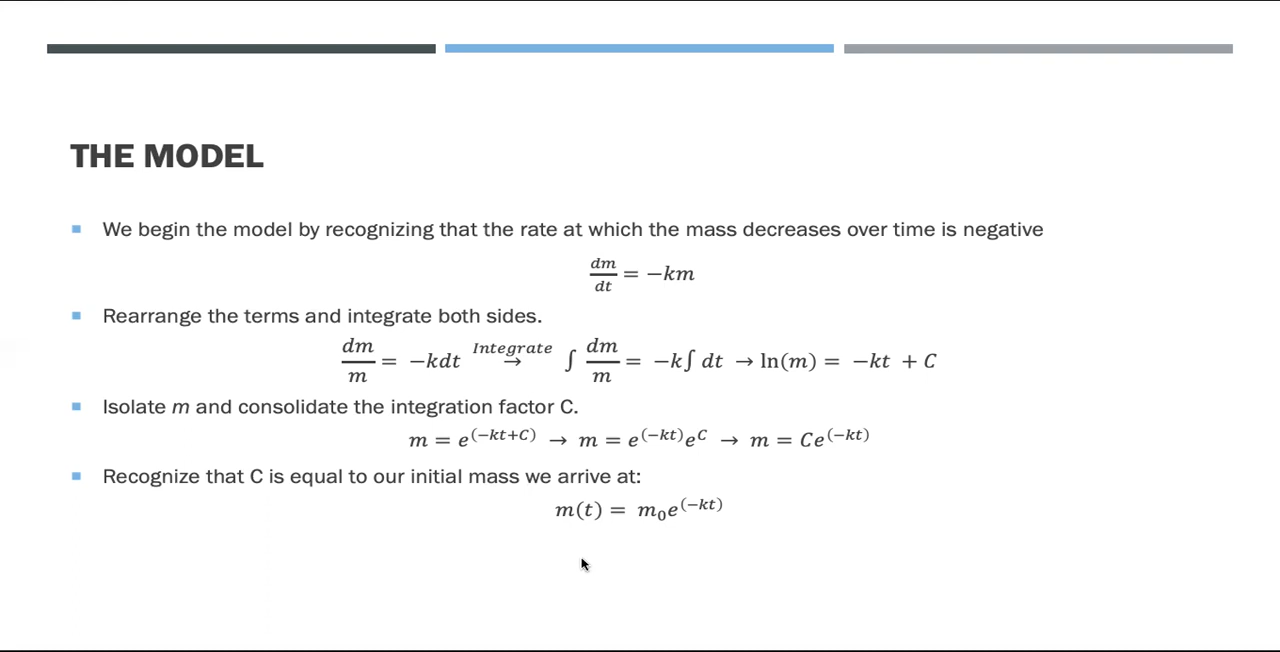 THE MODEL
We begin the model by recognizing that the rate at which the mass decreases over time is negative
dm/dt = −km
Rearrange the terms and integrate both sides.
dm/m = −kdt Integrate→ ∫ dm/m = −k∫ dt → ln(m) = −kt + C
Isolate m and consolidate the integration factor C.
m = e^(−kt+C) → m = e^(−kt)e^C → m = Ce^(−kt)
Recognize that C is equal to our initial mass we arrive at:
m(t) = m₀e^(−kt)